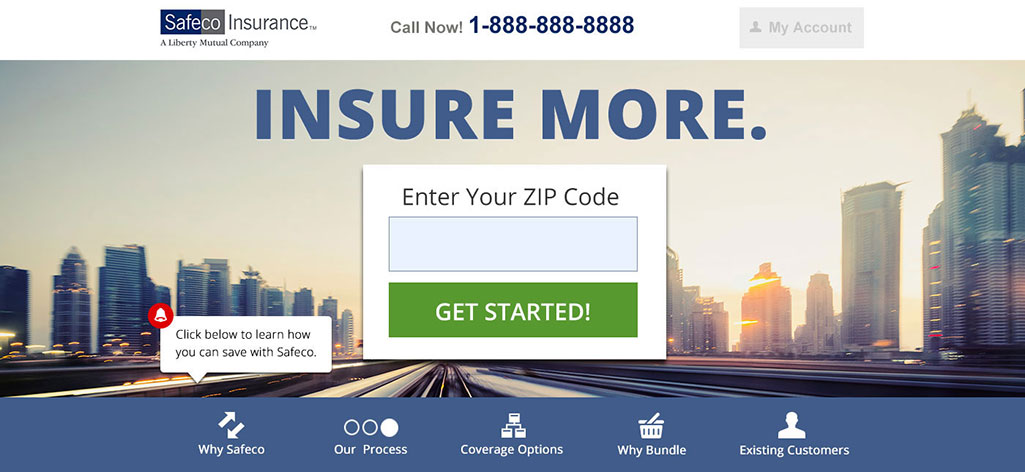 Safeco Insurance™
A Liberty Mutual Company
Call Now! 1-888-888-8888
My Account
INSURE MORE.
Enter Your ZIP Code
GET STARTED!
Click below to learn how
you can save with Safeco.
Why Safeco
Our Process
Coverage Options
Why Bundle
Existing Customers